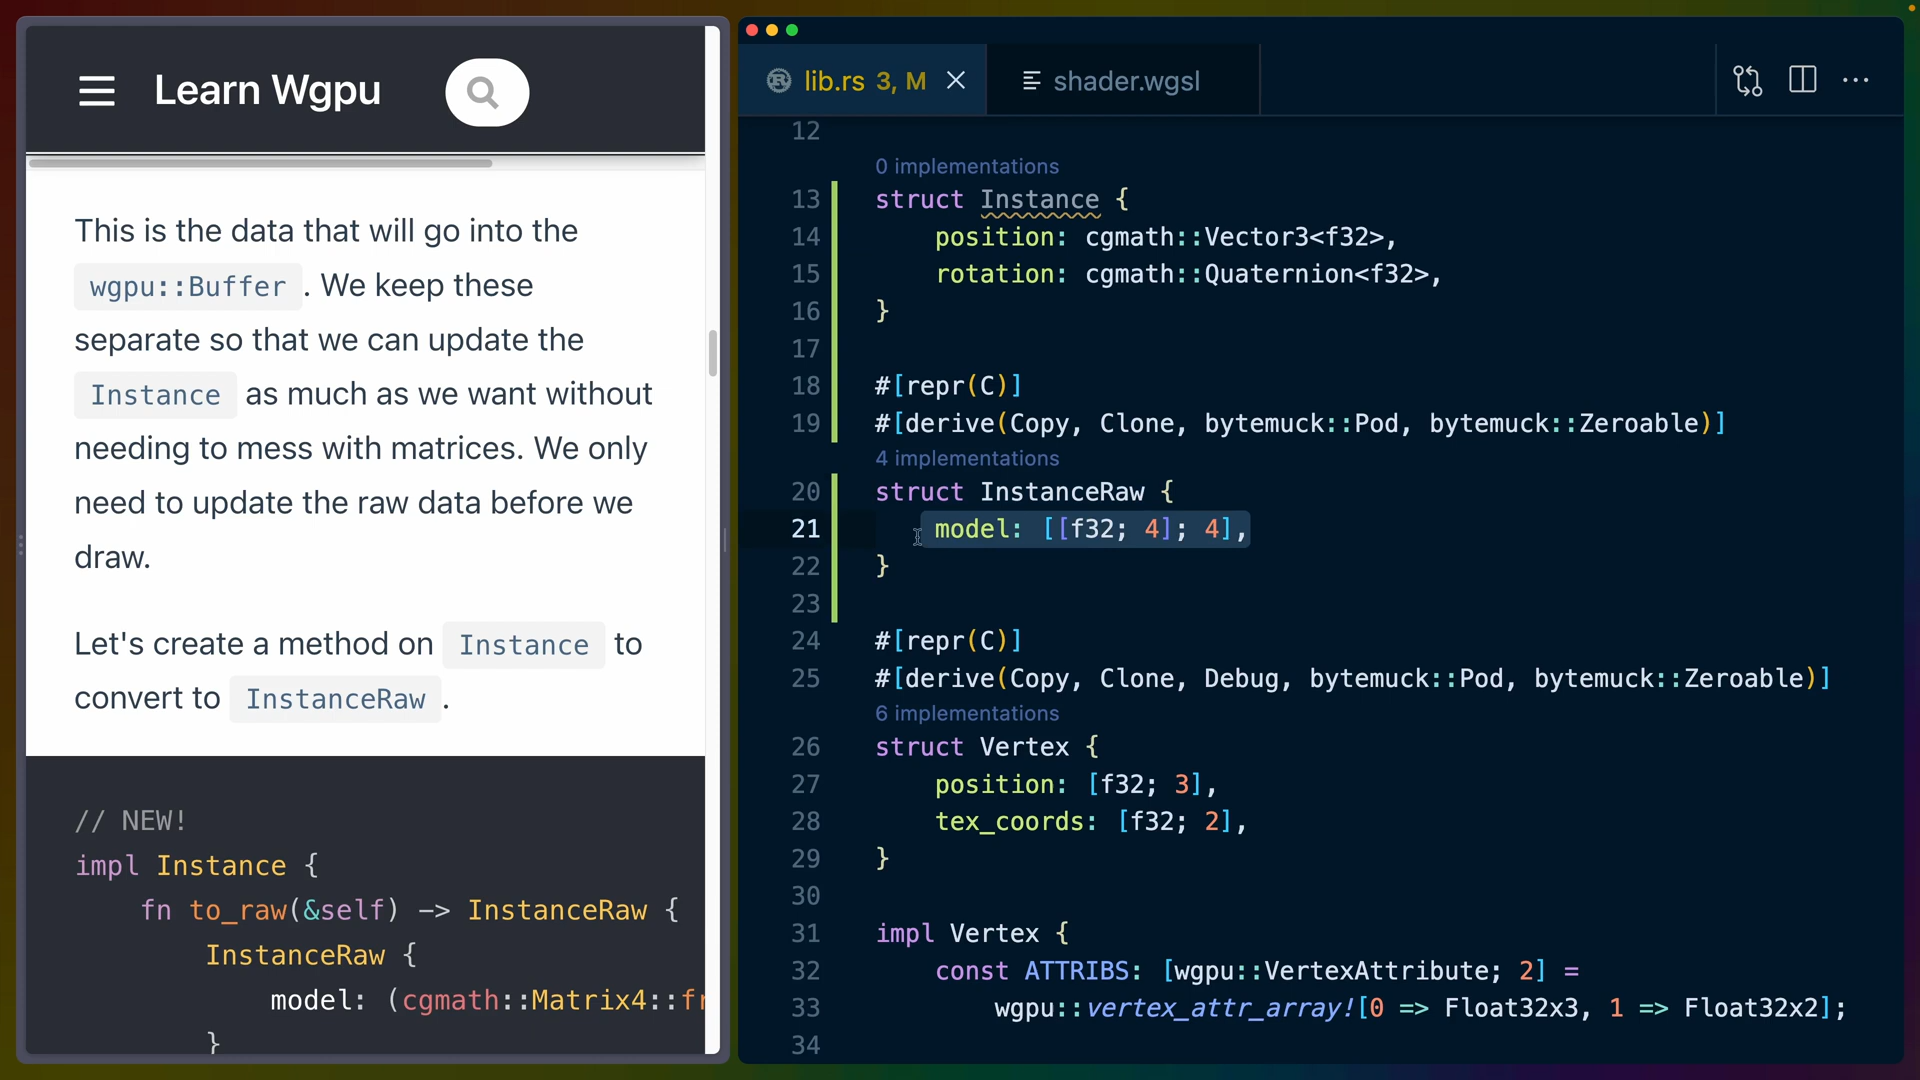 Learn Wgpu
This is the data that will go into the
wgpu::Buffer . We keep these
separate so that we can update the
Instance as much as we want without
needing to mess with matrices. We only
need to update the raw data before we
draw.
Let's create a method on Instance to
convert to InstanceRaw .
// NEW!
impl Instance {
    fn to_raw(&self) -> InstanceRaw {
        InstanceRaw {
            model: (cgmath::Matrix4::fr
        }
lib.rs 3, M
shader.wgsl
12
0 implementations
13 struct Instance {
14     position: cgmath::Vector3<f32>,
15     rotation: cgmath::Quaternion<f32>,
16 }
17
18 #[repr(C)]
19 #[derive(Copy, Clone, bytemuck::Pod, bytemuck::Zeroable)]
4 implementations
20 struct InstanceRaw {
21     model: [[f32; 4]; 4],
22 }
23
24 #[repr(C)]
25 #[derive(Copy, Clone, Debug, bytemuck::Pod, bytemuck::Zeroable)]
6 implementations
26 struct Vertex {
27     position: [f32; 3],
28     tex_coords: [f32; 2],
29 }
30
31 impl Vertex {
32     const ATTRIBS: [wgpu::VertexAttribute; 2] =
33         wgpu::vertex_attr_array![0 => Float32x3, 1 => Float32x2];
34